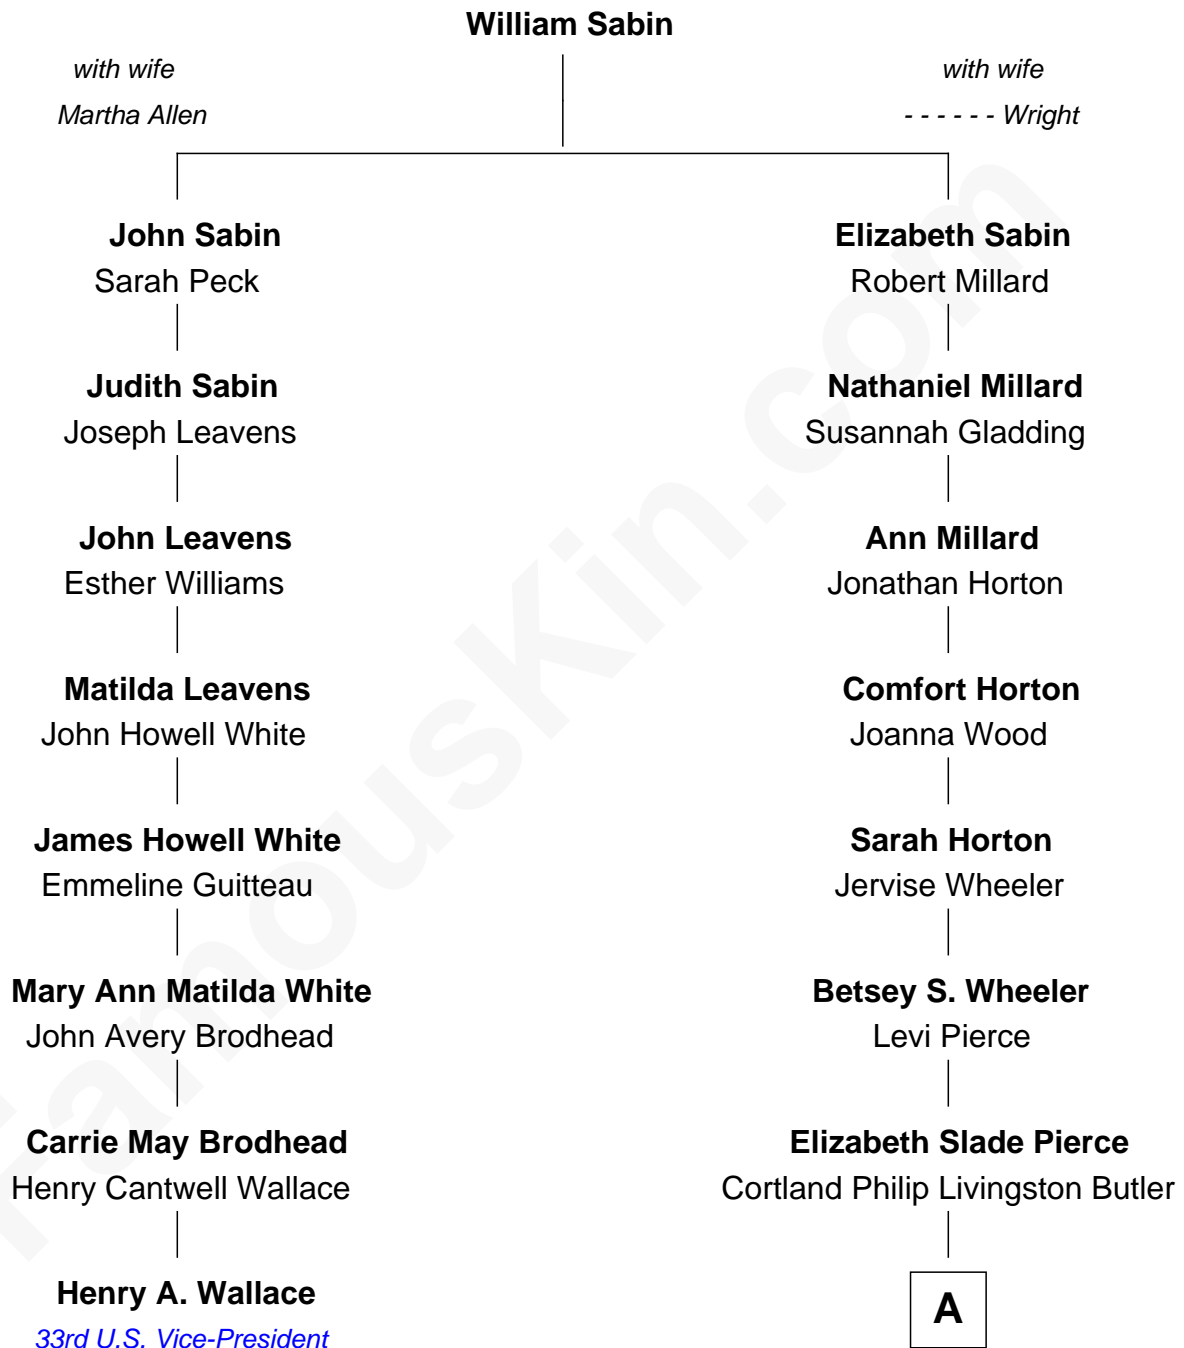 William Sabin
with wife
Martha Allen
with wife
- - - - - - Wright
John Sabin
Sarah Peck
Elizabeth Sabin
Robert Millard
Judith Sabin
Joseph Leavens
Nathaniel Millard
Susannah Gladding
John Leavens
Esther Williams
Ann Millard
Jonathan Horton
Matilda Leavens
John Howell White
Comfort Horton
Joanna Wood
James Howell White
Emmeline Guitteau
Sarah Horton
Jervise Wheeler
Mary Ann Matilda White
John Avery Brodhead
Betsey S. Wheeler
Levi Pierce
Carrie May Brodhead
Henry Cantwell Wallace
Elizabeth Slade Pierce
Cortland Philip Livingston Butler
Henry A. Wallace
33rd U.S. Vice-President
A
FamousKin.com